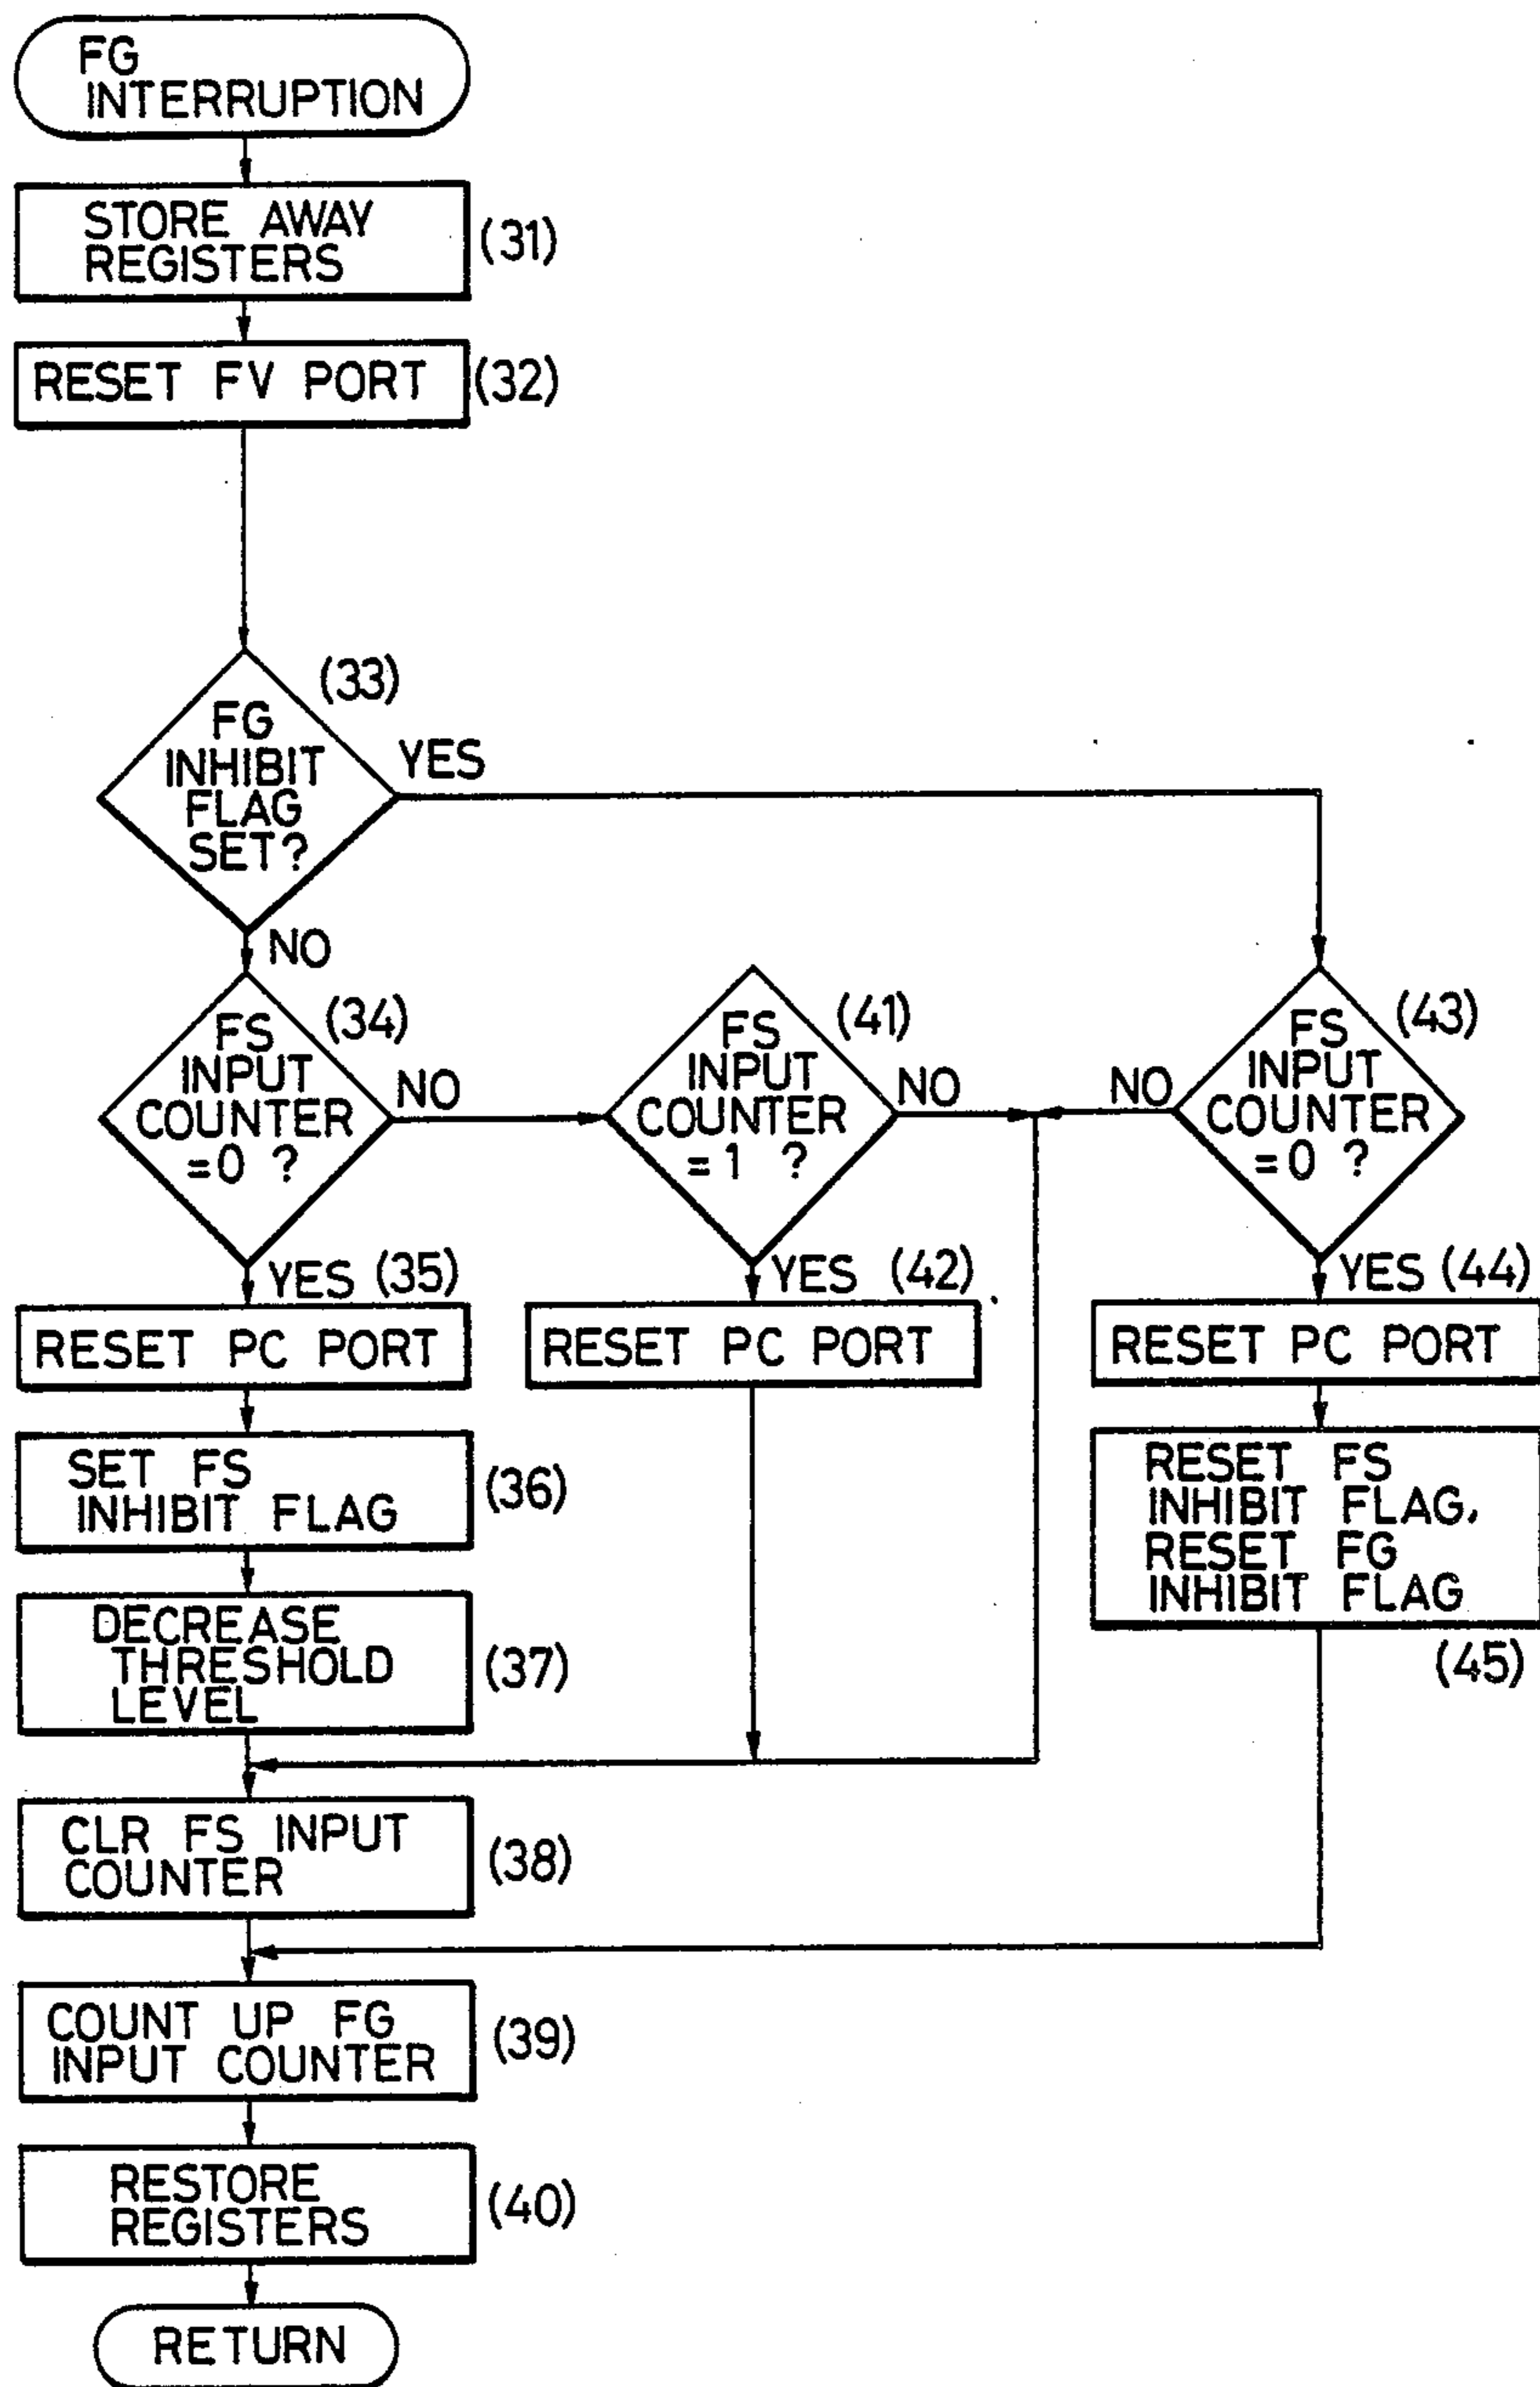 FG
INTERRUPTION
STORE AWAY
REGISTERS
(31)
RESET FV PORT
(32)
(33)
FG
INHIBIT
FLAG
SET?
YES
NO
(34)
FS
INPUT
COUNTER
=0 ?
NO
(41)
FS
INPUT
COUNTER
=1 ?
NO
NO
(43)
FS
INPUT
COUNTER
=0 ?
YES (35)
RESET PC PORT
YES (42)
RESET PC PORT
YES (44)
RESET PC PORT
SET FS
INHIBIT FLAG
(36)
RESET FS
INHIBIT FLAG,
RESET FG
INHIBIT FLAG
(45)
DECREASE
THRESHOLD
LEVEL
(37)
CLR FS INPUT
COUNTER
(38)
COUNT UP FG
INPUT COUNTER
(39)
RESTORE
REGISTERS
(40)
RETURN